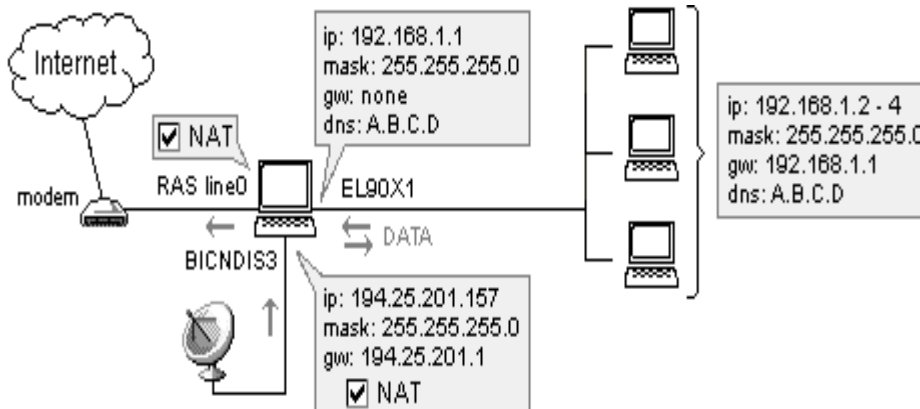 Internet
ip: 192.168.1.1
mask: 255.255.255.0
gw: none
dns: A.B.C.D
NAT
modem
RAS line0
EL90X1
DATA
BICNDIS3
ip: 194.25.201.157
mask: 255.255.255.0
gw: 194.25.201.1
NAT
ip: 192.168.1.2 - 4
mask: 255.255.255.0
gw: 192.168.1.1
dns: A.B.C.D